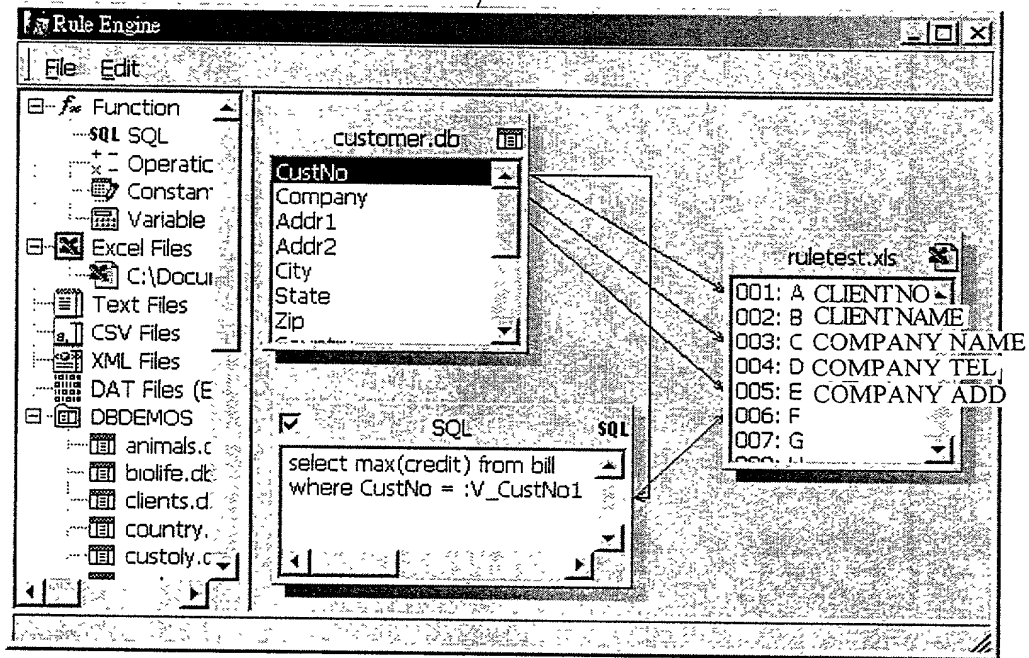 Rule Engine
File Edit
Function
SQL SQL
Operatic
Constan
Variable
Excel Files
C:\Docu
Text Files
CSV Files
XML Files
DAT Files (E
DBDEMOS
animals.c
biolife.db
clients.d
country.
custoly.c
customer.db
CustNo
Company
Addr1
Addr2
City
State
Zip
SQL SQL
select max(credit) from bill
where CustNo = :V_CustNo1
ruletest.xls
001: A CLIENT NO
002: B CLIENT NAME
003: C COMPANY NAME
004: D COMPANY TEL
005: E COMPANY ADD
006: F
007: G